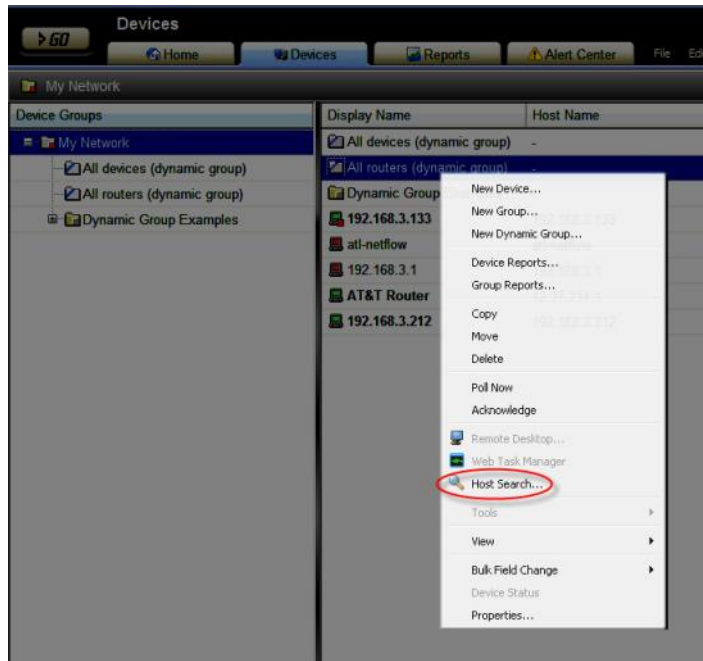 Devices
GO
Home
Devices
Reports
Alert Center
File
My Network
Device Groups
Display Name
Host Name
My Network
All devices (dynamic group)
All routers (dynamic group)
Dynamic Group Examples
All devices (dynamic group) -
All routers (dynamic group) -
Dynamic Group
192.168.3.133
atl-netflow
192.168.3.1
AT&T Router
192.168.3.212
New Device...
New Group...
New Dynamic Group...
Device Reports...
Group Reports...
Copy
Move
Delete
Poll Now
Acknowledge
Remote Desktop...
Web Task Manager
Host Search...
Tools
View
Bulk Field Change
Device Status
Properties...